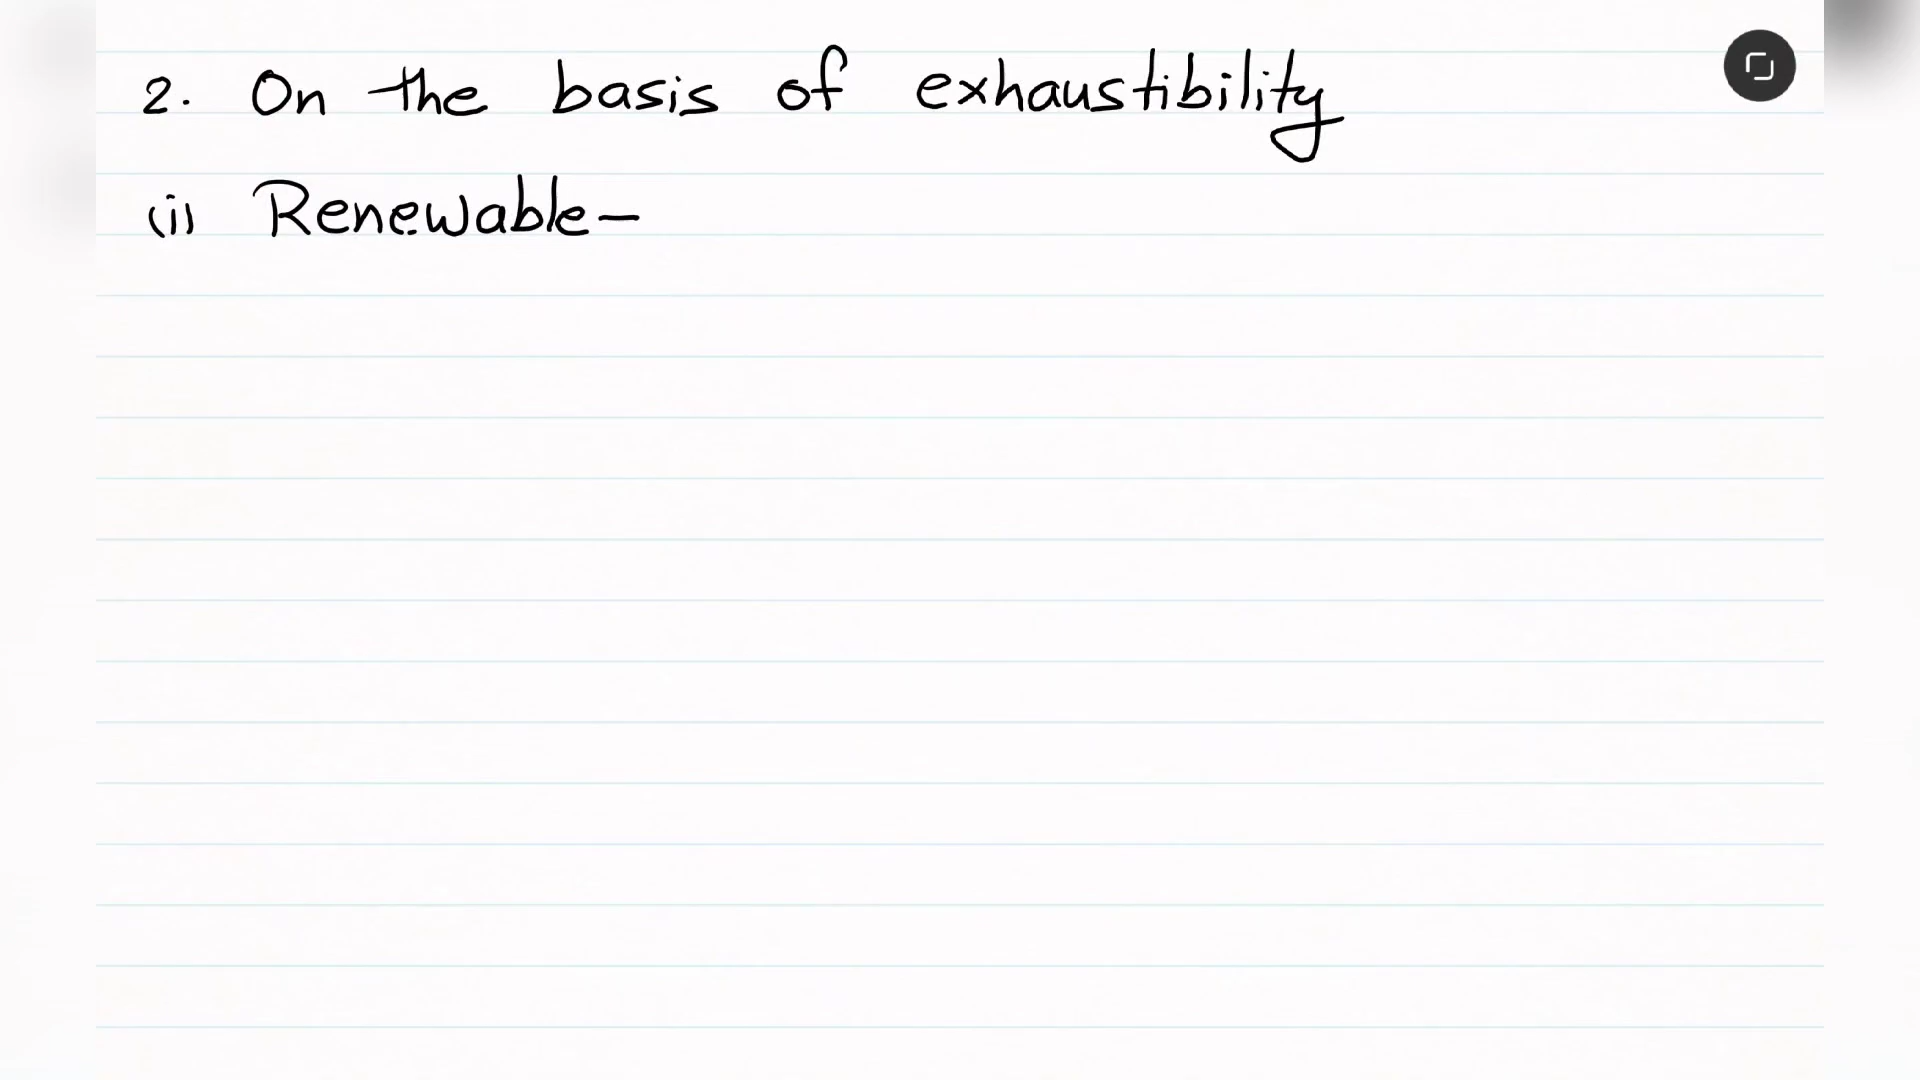 2. On the basis of exhaustibility
(i) Renewable-